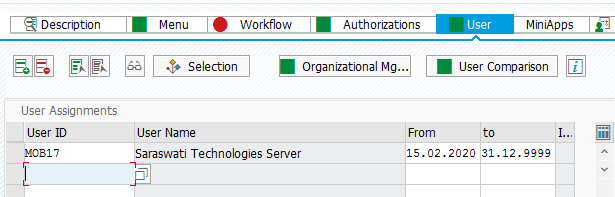 Description Menu Workflow Authorizations User MiniApps
Selection Organizational Mg... User Comparison
User Assignments
User ID User Name From to I...
MOB17 Saraswati Technologies Server 15.02.2020 31.12.9999